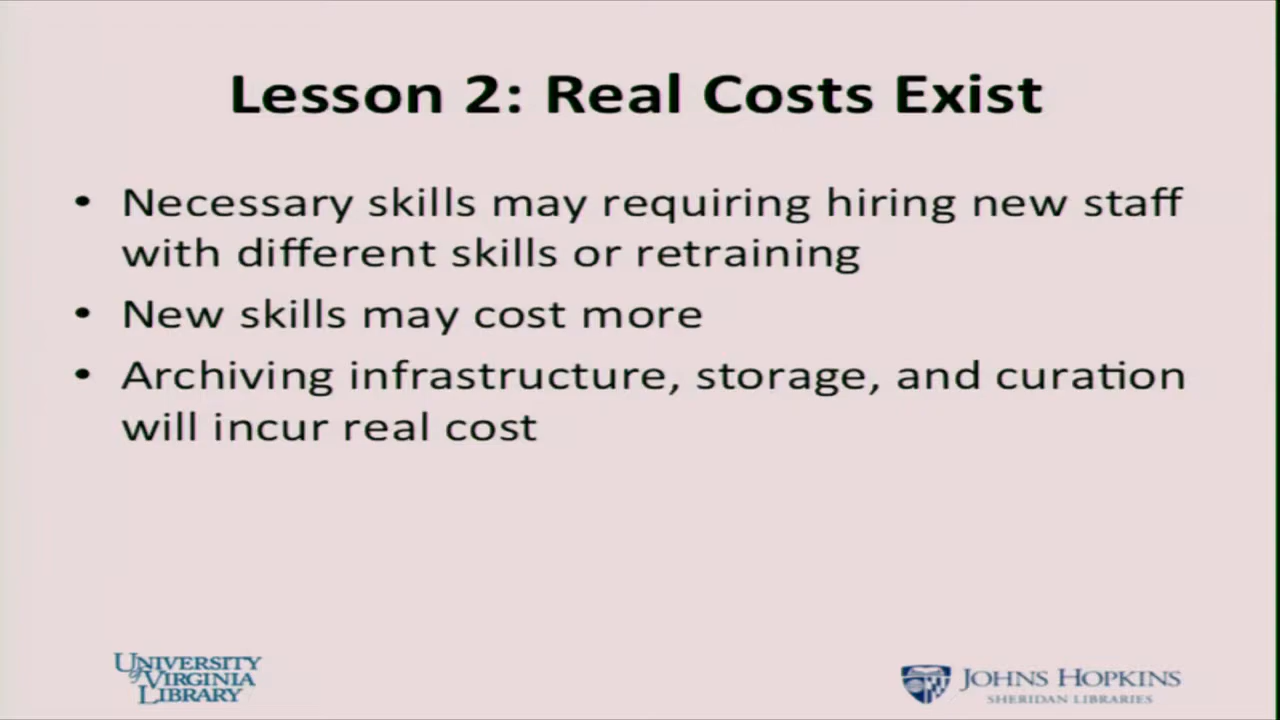 Lesson 2: Real Costs Exist
• Necessary skills may requiring hiring new staff
with different skills or retraining
• New skills may cost more
• Archiving infrastructure, storage, and curation
will incur real cost
UNIVERSITY
of VIRGINIA
LIBRARY
JOHNS HOPKINS
SHERIDAN LIBRARIES